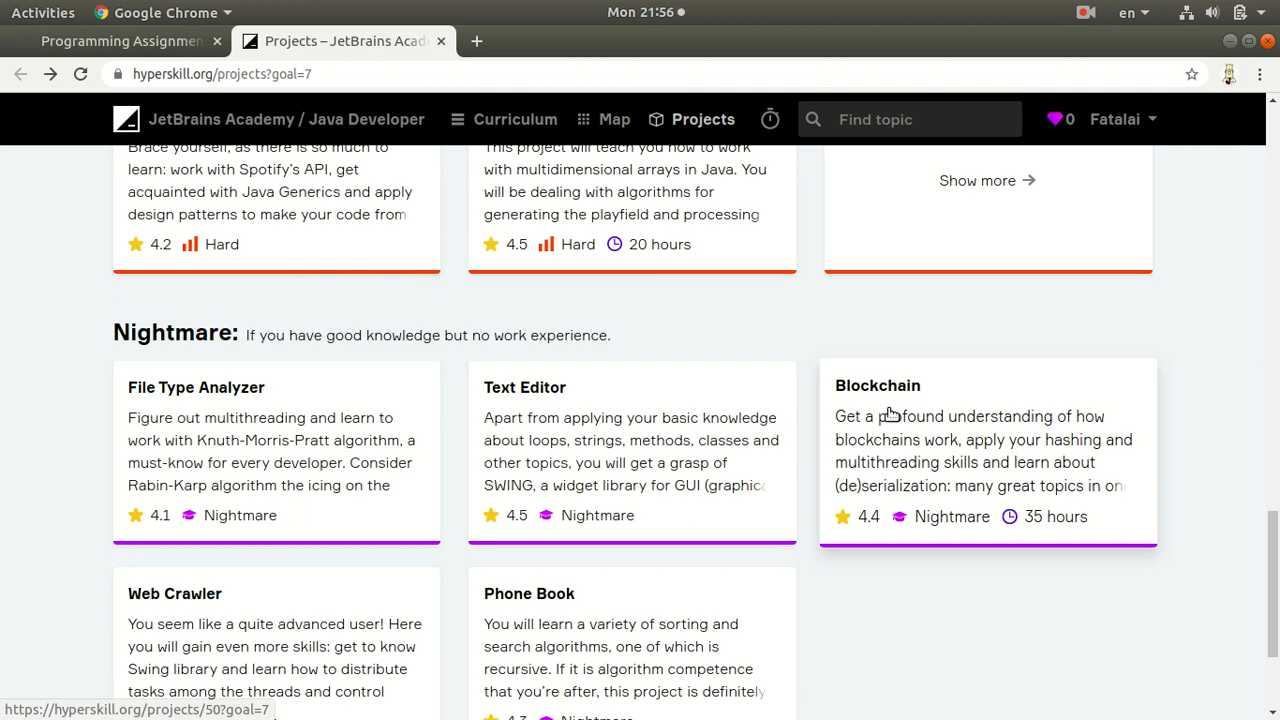 Activities Google Chrome Mon 21:56 en
Programming Assignmen Projects – JetBrains Acad
hyperskill.org/projects?goal=7
JetBrains Academy / Java Developer Curriculum Map Projects Find topic 0 Fatalai
Brace yourself, as there is so much to
learn: work with Spotify's API, get
acquainted with Java Generics and apply
design patterns to make your code from
4.2 Hard
This project will teach you how to work
with multidimensional arrays in Java. You
will be dealing with algorithms for
generating the playfield and processing
4.5 Hard 20 hours
Show more
Nightmare: If you have good knowledge but no work experience.
File Type Analyzer
Figure out multithreading and learn to
work with Knuth-Morris-Pratt algorithm, a
must-know for every developer. Consider
Rabin-Karp algorithm the icing on the
4.1 Nightmare
Text Editor
Apart from applying your basic knowledge
about loops, strings, methods, classes and
other topics, you will get a grasp of
SWING, a widget library for GUI (graphica
4.5 Nightmare
Blockchain
Get a profound understanding of how
blockchains work, apply your hashing and
multithreading skills and learn about
(de)serialization: many great topics in on
4.4 Nightmare 35 hours
Web Crawler
You seem like a quite advanced user! Here
you will gain even more skills: get to know
Swing library and learn how to distribute
tasks among the threads and control
Phone Book
You will learn a variety of sorting and
search algorithms, one of which is
recursive. If it is algorithm competence
that you're after, this project is definitely
4.3 Nightmare
https://hyperskill.org/projects/50?goal=7